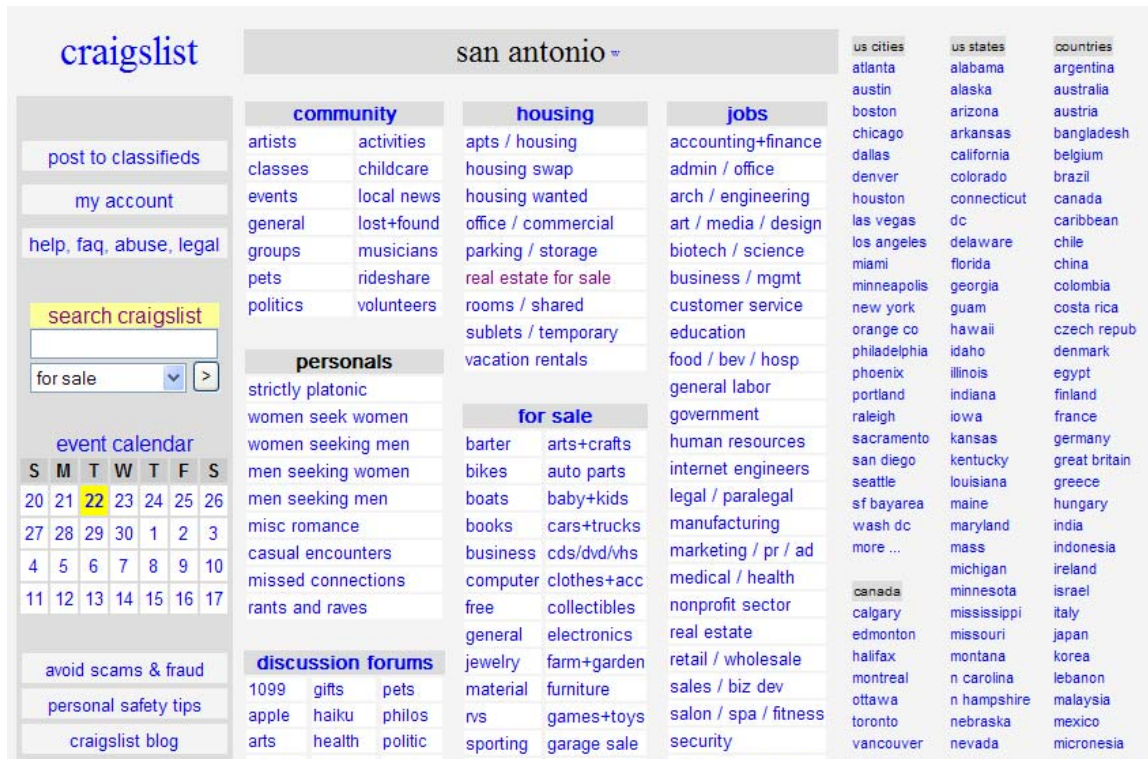 craigslist
post to classifieds
my account
help, faq, abuse, legal
search craigslist
for sale
>
event calendar
S M T W T F S
20 21 22 23 24 25 26
27 28 29 30 1 2 3
4 5 6 7 8 9 10
11 12 13 14 15 16 17
avoid scams & fraud
personal safety tips
craigslist blog
san antonio w
community
artists activities
classes childcare
events local news
general lost+found
groups musicians
pets rideshare
politics volunteers
personals
strictly platonic
women seek women
women seeking men
men seeking women
men seeking men
misc romance
casual encounters
missed connections
rants and raves
discussion forums
1099 gifts pets
apple haiku philos
arts health politic
housing
apts / housing
housing swap
housing wanted
office / commercial
parking / storage
real estate for sale
rooms / shared
sublets / temporary
vacation rentals
for sale
barter arts+crafts
bikes auto parts
boats baby+kids
books cars+trucks
business cds/dvd/vhs
computer clothes+acc
free collectibles
general electronics
jewelry farm+garden
material furniture
rvs games+toys
sporting garage sale
jobs
accounting+finance
admin / office
arch / engineering
art / media / design
biotech / science
business / mgmt
customer service
education
food / bev / hosp
general labor
government
human resources
internet engineers
legal / paralegal
manufacturing
marketing / pr / ad
medical / health
nonprofit sector
real estate
retail / wholesale
sales / biz dev
salon / spa / fitness
security
us cities
atlanta
austin
boston
chicago
dallas
denver
houston
las vegas
los angeles
miami
minneapolis
new york
orange co
philadelphia
phoenix
portland
raleigh
sacramento
san diego
seattle
sf bayarea
wash dc
more ...
canada
calgary
edmonton
halifax
montreal
ottawa
toronto
vancouver
us states
alabama
alaska
arizona
arkansas
california
colorado
connecticut
dc
delaware
florida
georgia
guam
hawaii
idaho
illinois
indiana
iowa
kansas
kentucky
louisiana
maine
maryland
mass
michigan
minnesota
mississippi
missouri
montana
n carolina
n hampshire
nebraska
nevada
countries
argentina
australia
austria
bangladesh
belgium
brazil
canada
caribbean
chile
china
colombia
costa rica
czech repub
denmark
egypt
finland
france
germany
great britain
greece
hungary
india
indonesia
ireland
israel
italy
japan
korea
lebanon
malaysia
mexico
micronesia